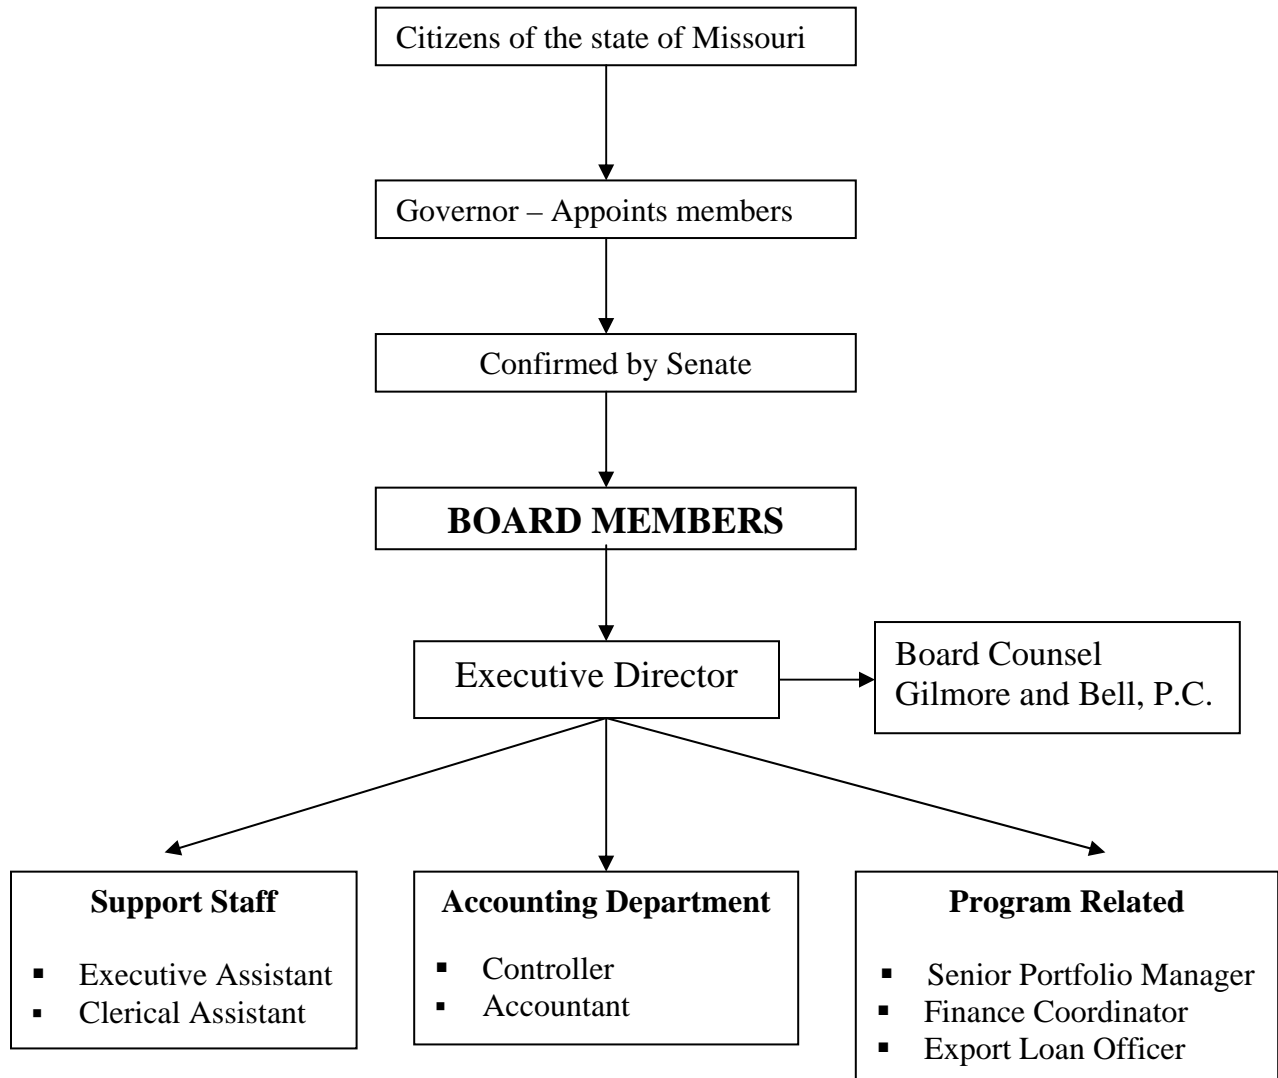 Citizens of the state of Missouri
Governor – Appoints members
Confirmed by Senate
BOARD MEMBERS
Executive Director
Board Counsel
Gilmore and Bell, P.C.
Support Staff
▪ Executive Assistant
▪ Clerical Assistant
Accounting Department
▪ Controller
▪ Accountant
Program Related
▪ Senior Portfolio Manager
▪ Finance Coordinator
▪ Export Loan Officer